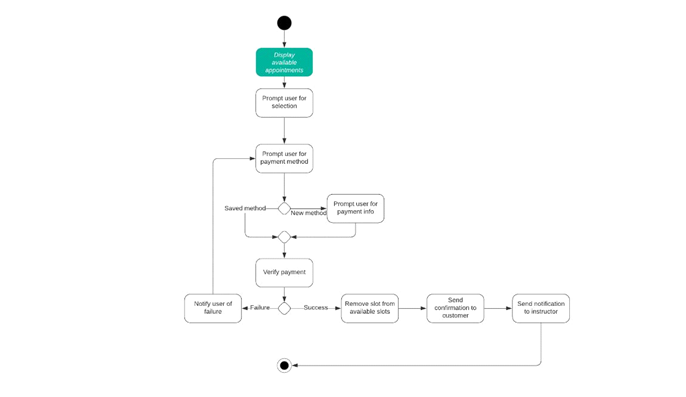 Display
available
appointments
Prompt user for
selection
Prompt user for
payment method
Saved method
New method
Prompt user for
payment info
Verify payment
Notify user of
failure
Failure
Success
Remove slot from
available slots
Send
confirmation to
customer
Send notification
to instructor